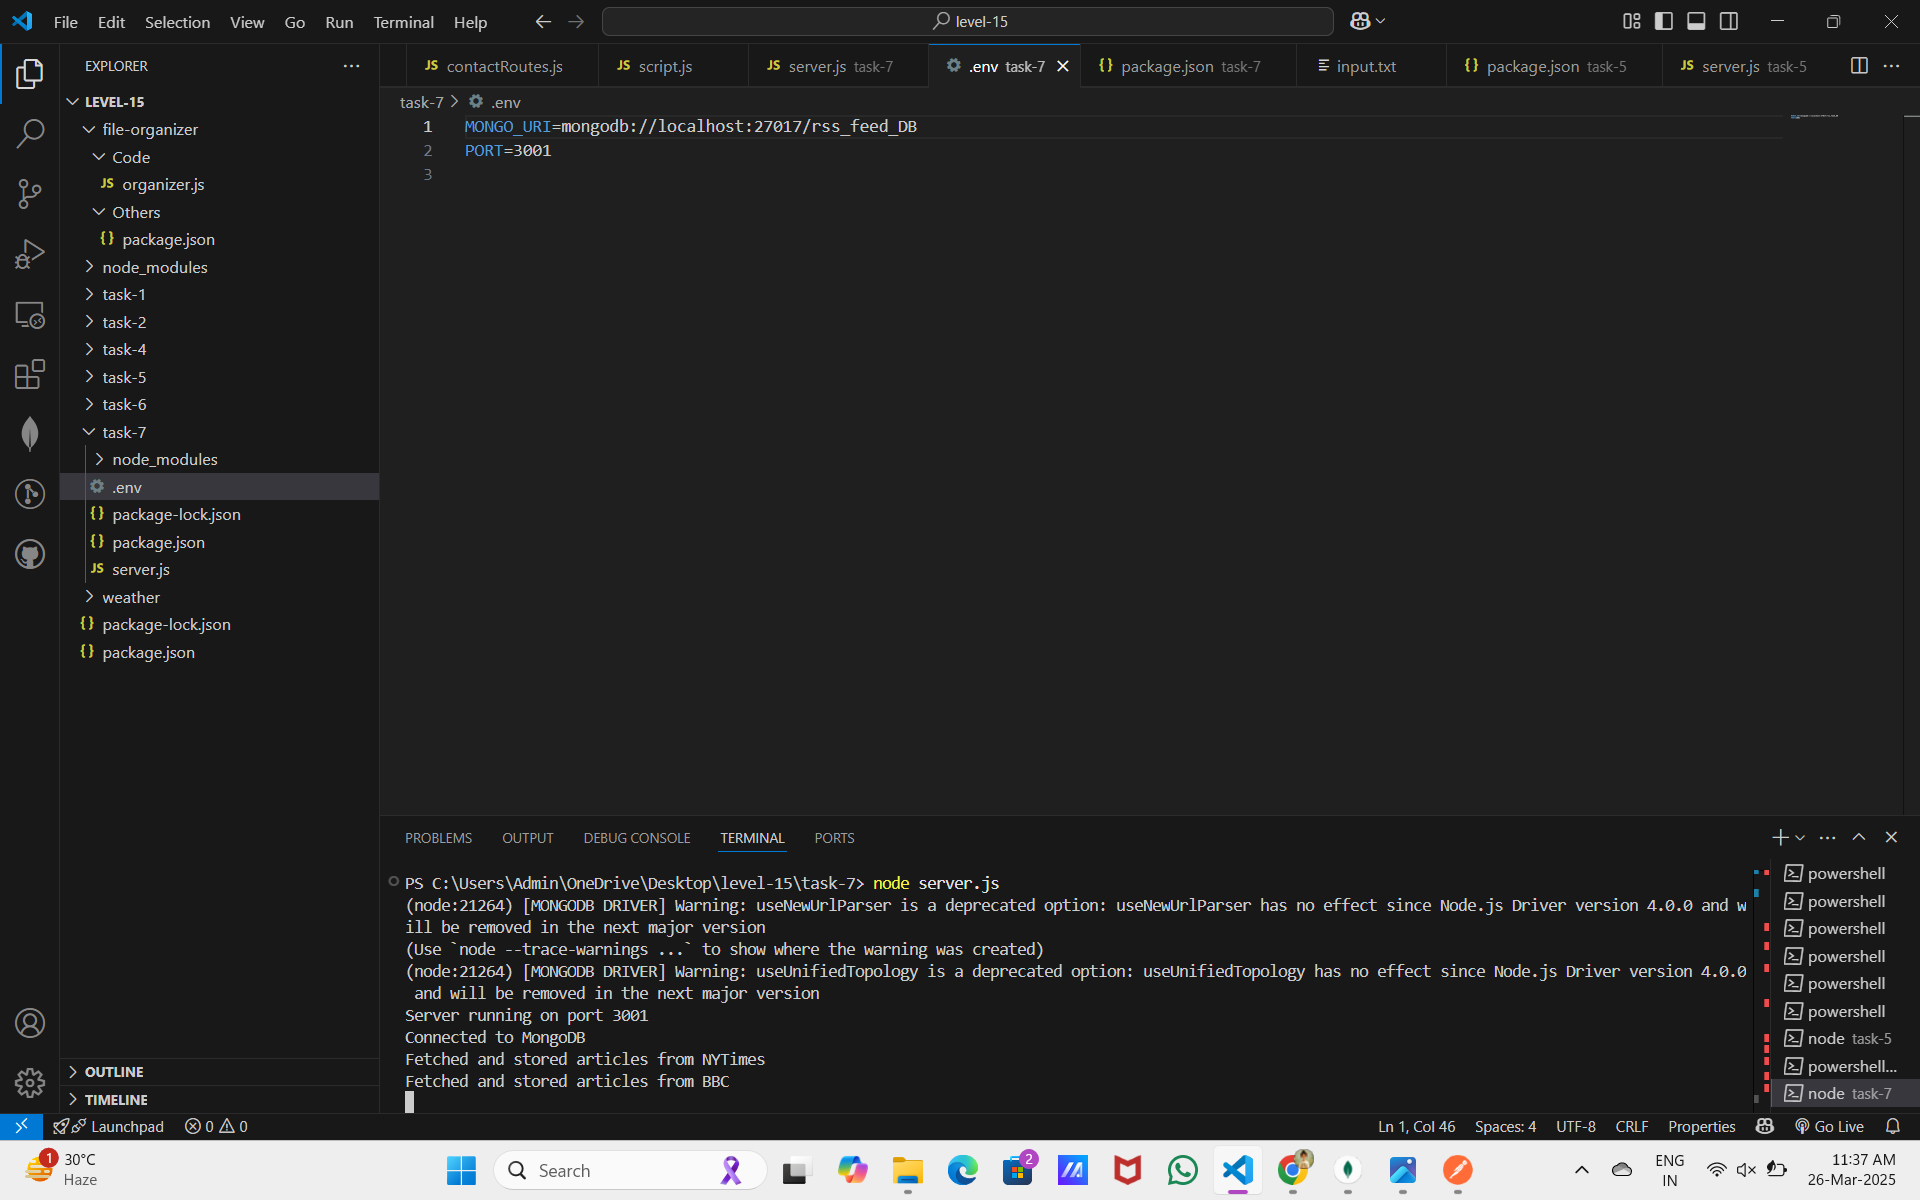 File Edit Selection View Go Run Terminal Help
level-15
EXPLORER
LEVEL-15
file-organizer
Code
JS organizer.js
Others
{} package.json
node_modules
task-1
task-2
task-4
task-5
task-6
task-7
node_modules
.env
{} package-lock.json
{} package.json
JS server.js
weather
{} package-lock.json
{} package.json
OUTLINE
TIMELINE
JS contactRoutes.js
JS script.js
JS server.js task-7
.env task-7
{} package.json task-7
input.txt
{} package.json task-5
JS server.js task-5
task-7 > .env
1 MONGO_URI=mongodb://localhost:27017/rss_feed_DB
2 PORT=3001
3
PROBLEMS OUTPUT DEBUG CONSOLE TERMINAL PORTS
PS C:\Users\Admin\OneDrive\Desktop\level-15\task-7> node server.js
(node:21264) [MONGODB DRIVER] Warning: useNewUrlParser is a deprecated option: useNewUrlParser has no effect since Node.js Driver version 4.0.0 and w
ill be removed in the next major version
(Use `node --trace-warnings ...` to show where the warning was created)
(node:21264) [MONGODB DRIVER] Warning: useUnifiedTopology is a deprecated option: useUnifiedTopology has no effect since Node.js Driver version 4.0.0
and will be removed in the next major version
Server running on port 3001
Connected to MongoDB
Fetched and stored articles from NYTimes
Fetched and stored articles from BBC
powershell
powershell
powershell
powershell
powershell
powershell
node task-5
powershell...
node task-7
Launchpad 0 0
Ln 1, Col 46 Spaces: 4 UTF-8 CRLF Properties Go Live
1
30°C
Haze
Search
2
ENG
IN
11:37 AM
26-Mar-2025